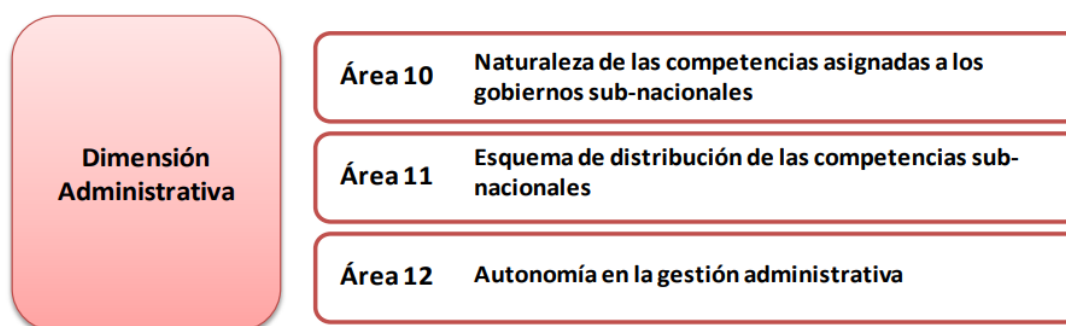 Dimensión
Administrativa
Área 10
Naturaleza de las competencias asignadas a los
gobiernos sub-nacionales
Área 11
Esquema de distribución de las competencias sub-
nacionales
Área 12
Autonomía en la gestión administrativa